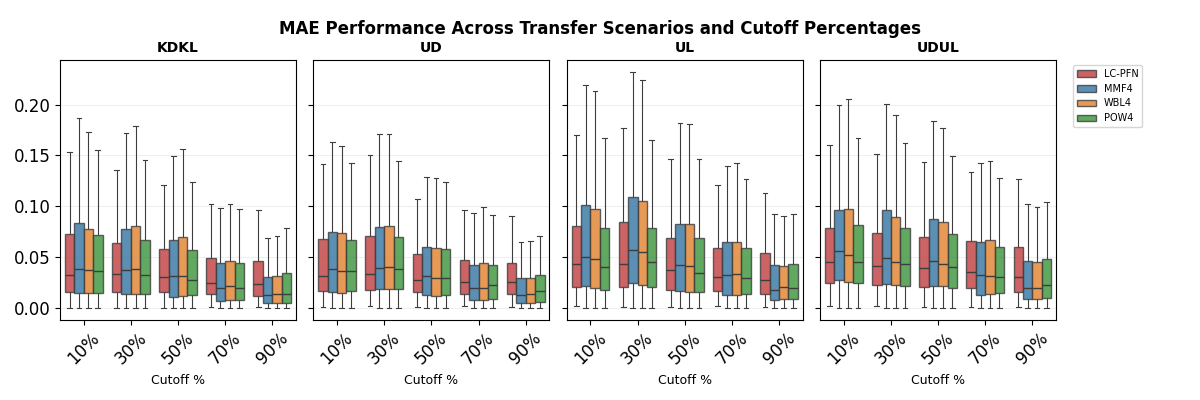 MAE Performance Across Transfer Scenarios and Cutoff Percentages
KDKL
UD
UL
UDUL
LC-PFN
MMF4
WBL4
POW4
0.20
0.15
0.10
0.05
0.00
10% 30% 50% 70% 90%
10% 30% 50% 70% 90%
10% 30% 50% 70% 90%
10% 30% 50% 70% 90%
Cutoff %
Cutoff %
Cutoff %
Cutoff %